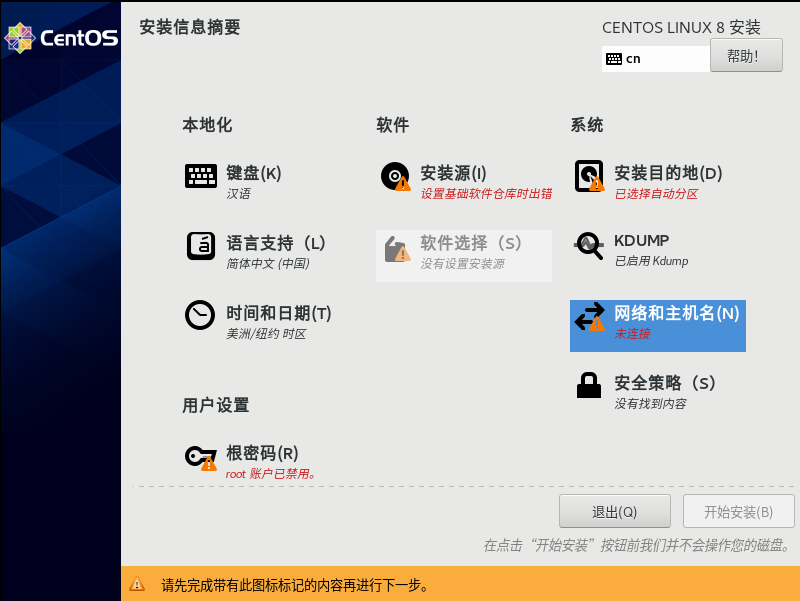 CentOS
安装信息摘要
CENTOS LINUX 8 安装
cn
帮助!
本地化
软件
系统
键盘(K)
汉语
安装源(I)
设置基础软件仓库时出错
安装目的地(D)
已选择自动分区
语言支持（L）
简体中文 (中国)
软件选择（S）
没有设置安装源
KDUMP
已启用 Kdump
时间和日期(T)
美洲/纽约 时区
网络和主机名(N)
未连接
安全策略（S）
没有找到内容
用户设置
根密码(R)
root 账户已禁用。
退出(Q)
开始安装(B)
在点击“开始安装”按钮前我们并不会操作您的磁盘。
请先完成带有此图标标记的内容再进行下一步。